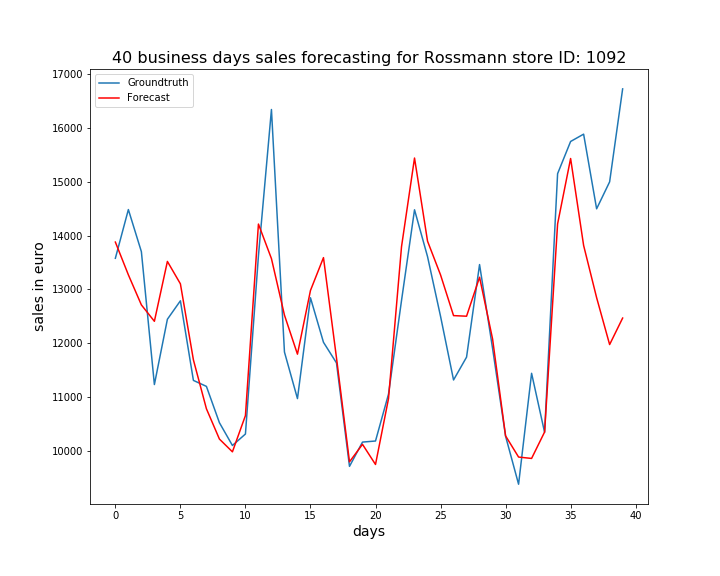 40 business days sales forecasting for Rossmann store ID: 1092
17000
16000
15000
14000
13000
12000
11000
10000
sales in euro
Groundtruth
Forecast
0 5 10 15 20 25 30 35 40
days